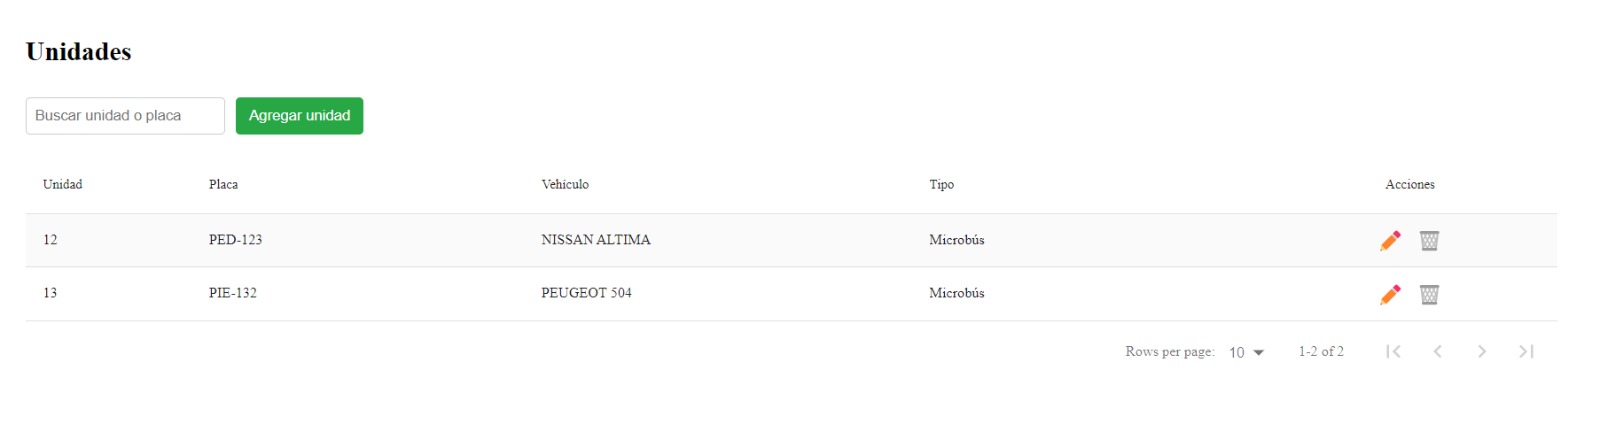 Unidades
Buscar unidad o placa Agregar unidad
Unidad Placa Vehículo Tipo Acciones
12 PED-123 NISSAN ALTIMA Microbús
13 PIE-132 PEUGEOT 504 Microbús
Rows per page: 10 1-2 of 2